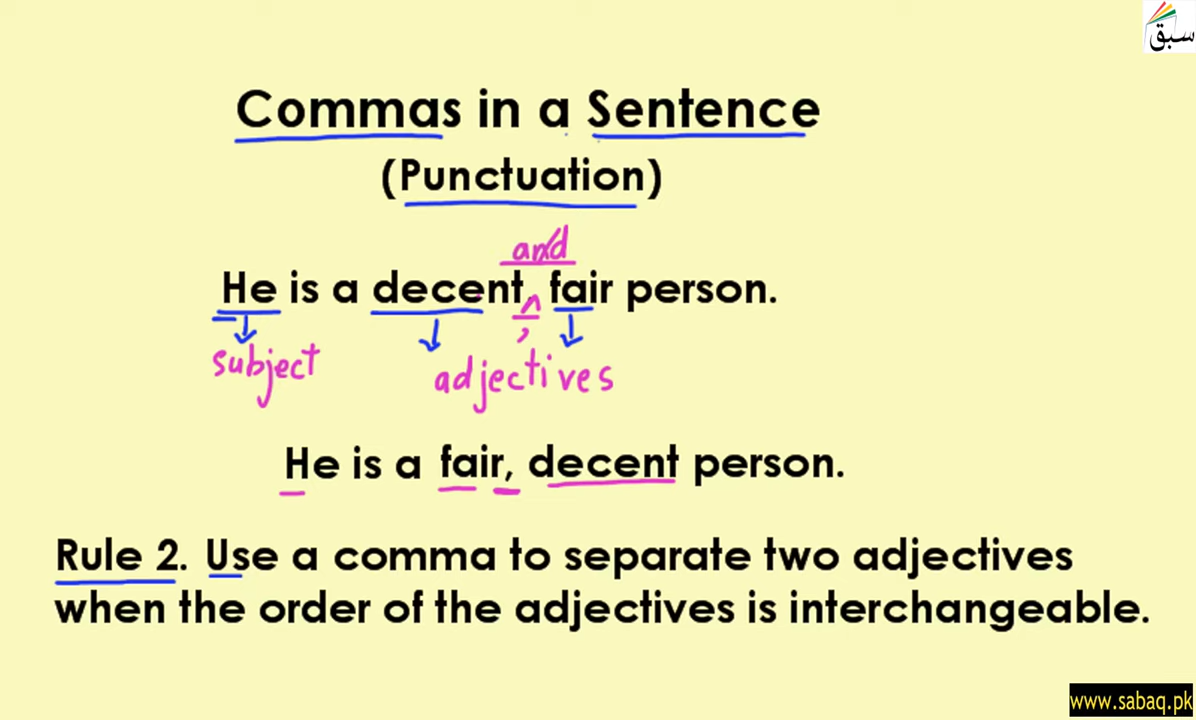 سبق
Commas in a Sentence
(Punctuation)
and
He is a decent, fair person.
,
subject
adjectives
He is a fair, decent person.
Rule 2. Use a comma to separate two adjectives
when the order of the adjectives is interchangeable.
www.sabaq.pk